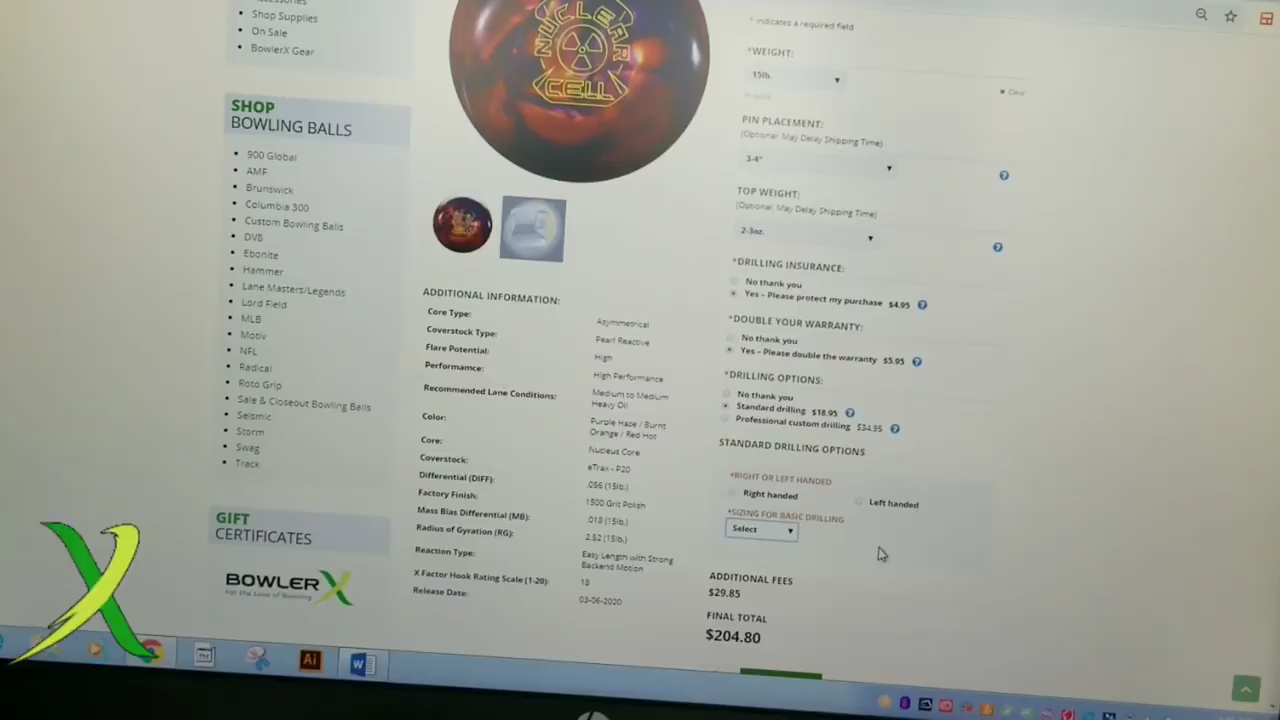 Shop Supplies
On Sale
BowlerX Gear
SHOP
BOWLING BALLS
900 Global
AMF
Brunswick
Columbia 300
Custom Bowling Balls
DV8
Ebonite
Hammer
Lane Masters/Legends
Lord Field
MLB
Motiv
NFL
Radical
Roto Grip
Sale & Closeout Bowling Balls
Seismic
Storm
Swag
Track
GIFT
CERTIFICATES
BOWLERX
For the Love of Bowling
NUCLEAR
CELL
ADDITIONAL INFORMATION:
Core Type: Asymmetrical
Coverstock Type: Pearl Reactive
Flare Potential: High
Performance: High Performance
Recommended Lane Conditions: Medium to Medium
Heavy Oil
Color: Purple Haze / Burnt
Orange / Red Hot
Core: Nucleus Core
Coverstock: eTrax - P20
Differential (DIFF): .056 (15lb.)
Factory Finish: 1500 Grit Polish
Mass Bias Differential (MB): .018 (15lb.)
Radius of Gyration (RG): 2.52 (15lb.)
Reaction Type: Easy Length with Strong
Backend Motion
X Factor Hook Rating Scale (1-20): 18
Release Date: 03-06-2020
* indicates a required field
*WEIGHT:
15lb.
× Clear
PIN PLACEMENT:
(Optional: May Delay Shipping Time)
3-4"
TOP WEIGHT:
(Optional: May Delay Shipping Time)
2-3oz.
*DRILLING INSURANCE:
No thank you
Yes – Please protect my purchase $4.95
*DOUBLE YOUR WARRANTY:
No thank you
Yes – Please double the warranty $5.95
*DRILLING OPTIONS:
No thank you
Standard drilling $18.95
Professional custom drilling $34.95
STANDARD DRILLING OPTIONS
*RIGHT OR LEFT HANDED
Right handed Left handed
*SIZING FOR BASIC DRILLING
Select
ADDITIONAL FEES
$29.85
FINAL TOTAL
$204.80
Ai
W
hp